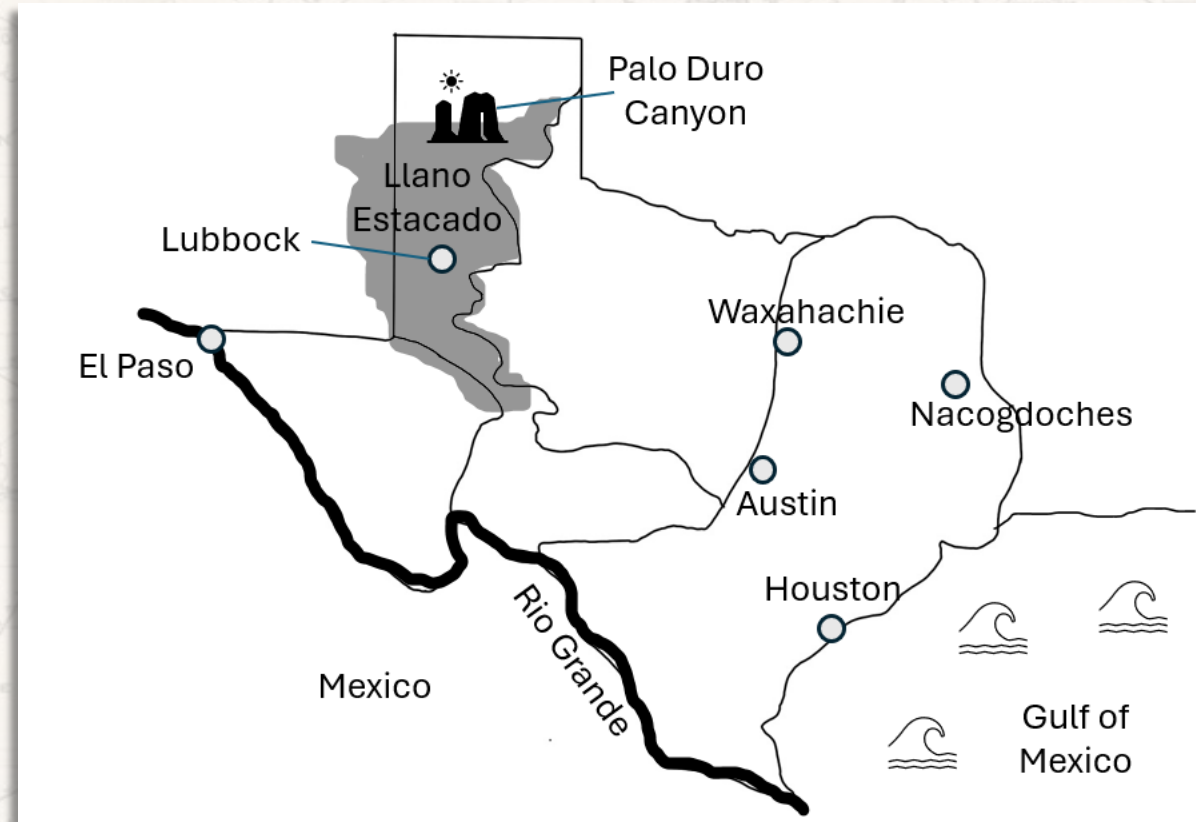 Palo Duro
Canyon
Llano
Estacado
Lubbock
Waxahachie
El Paso
Nacogdoches
Austin
Houston
Rio Grande
Mexico
Gulf of
Mexico